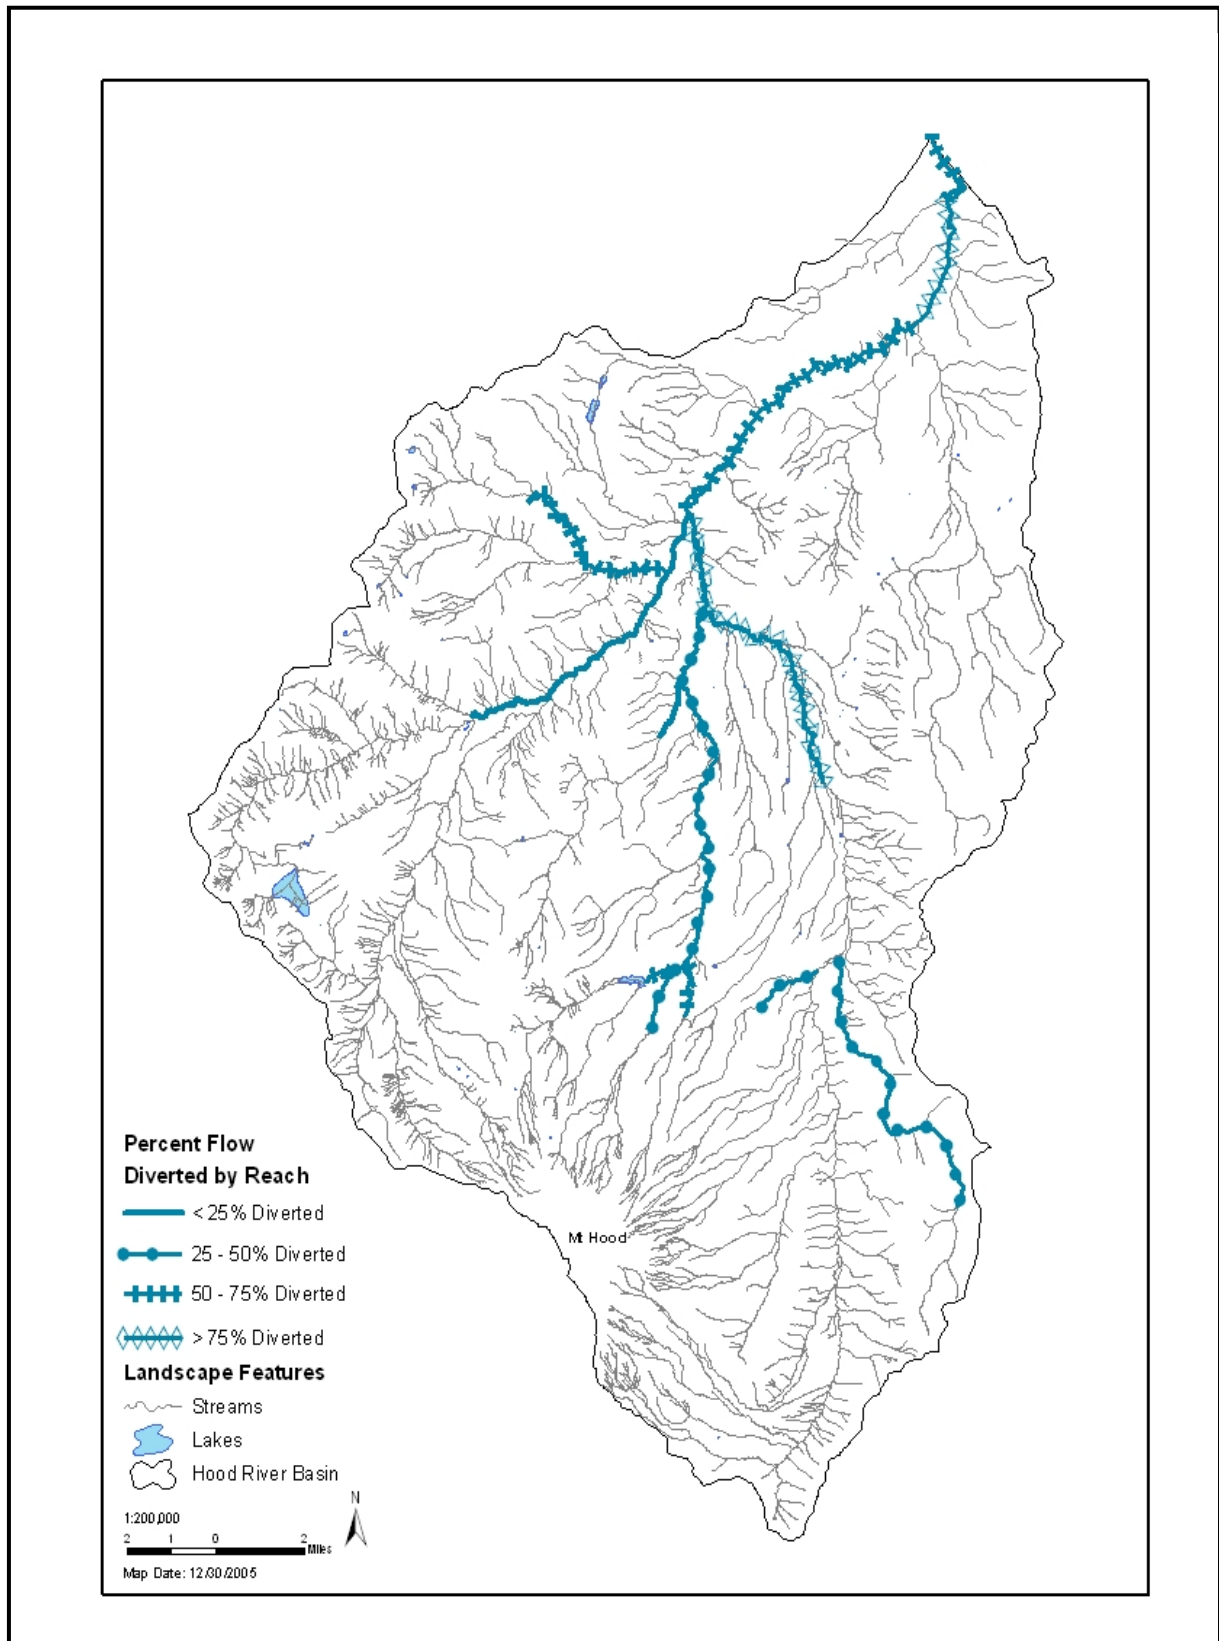 Mt Hood
Percent Flow
Diverted by Reach
< 25% Diverted
25 - 50% Diverted
50 - 75% Diverted
> 75% Diverted
Landscape Features
Streams
Lakes
Hood River Basin
N
1:200,000
2 1 0 2
Miles
Map Date: 12/30/2005